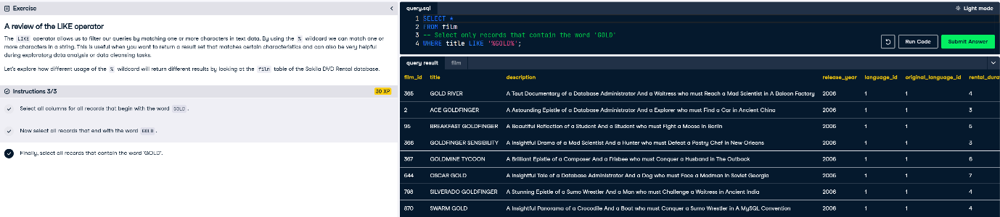 Exercise
A review of the LIKE operator
The LIKE operator allows us to filter our queries by matching one or more characters in text data. By using the % wildcard we can match one or
more characters in a string. This is useful when you want to return a result set that matches certain characteristics and can also be very helpful
during exploratory data analysis or data cleansing tasks.
Let's explore how different usage of the % wildcard will return different results by looking at the film table of the Sakila DVD Rental database.
Instructions 3/3
30 XP
Select all columns for all records that begin with the word GOLD .
Now select all records that end with the word GOLD .
Finally, select all records that contain the word 'GOLD'.
query.sql
Light mode
1 SELECT *
2 FROM film
3 -- Select only records that contain the word 'GOLD'
4 WHERE title LIKE '%GOLD%';
Run Code
Submit Answer
query result film
film_id title description release_year language_id original_language_id rental_dura
365 GOLD RIVER A Taut Documentary of a Database Administrator And a Waitress who must Reach a Mad Scientist in A Baloon Factory 2006 1 1 4
2 ACE GOLDFINGER A Astounding Epistle of a Database Administrator And a Explorer who must Find a Car in Ancient China 2006 1 1 3
95 BREAKFAST GOLDFINGER A Beautiful Reflection of a Student And a Student who must Fight a Moose in Berlin 2006 1 1 5
366 GOLDFINGER SENSIBILITY A Insightful Drama of a Mad Scientist And a Hunter who must Defeat a Pastry Chef in New Orleans 2006 1 1 3
367 GOLDMINE TYCOON A Brilliant Epistle of a Composer And a Frisbee who must Conquer a Husband in The Outback 2006 1 1 6
644 OSCAR GOLD A Insightful Tale of a Database Administrator And a Dog who must Face a Madman in Soviet Georgia 2006 1 1 7
798 SILVERADO GOLDFINGER A Stunning Epistle of a Sumo Wrestler And a Man who must Challenge a Waitress in Ancient India 2006 1 1 4
870 SWARM GOLD A Insightful Panorama of a Crocodile And a Boat who must Conquer a Sumo Wrestler in A MySQL Convention 2006 1 1 4